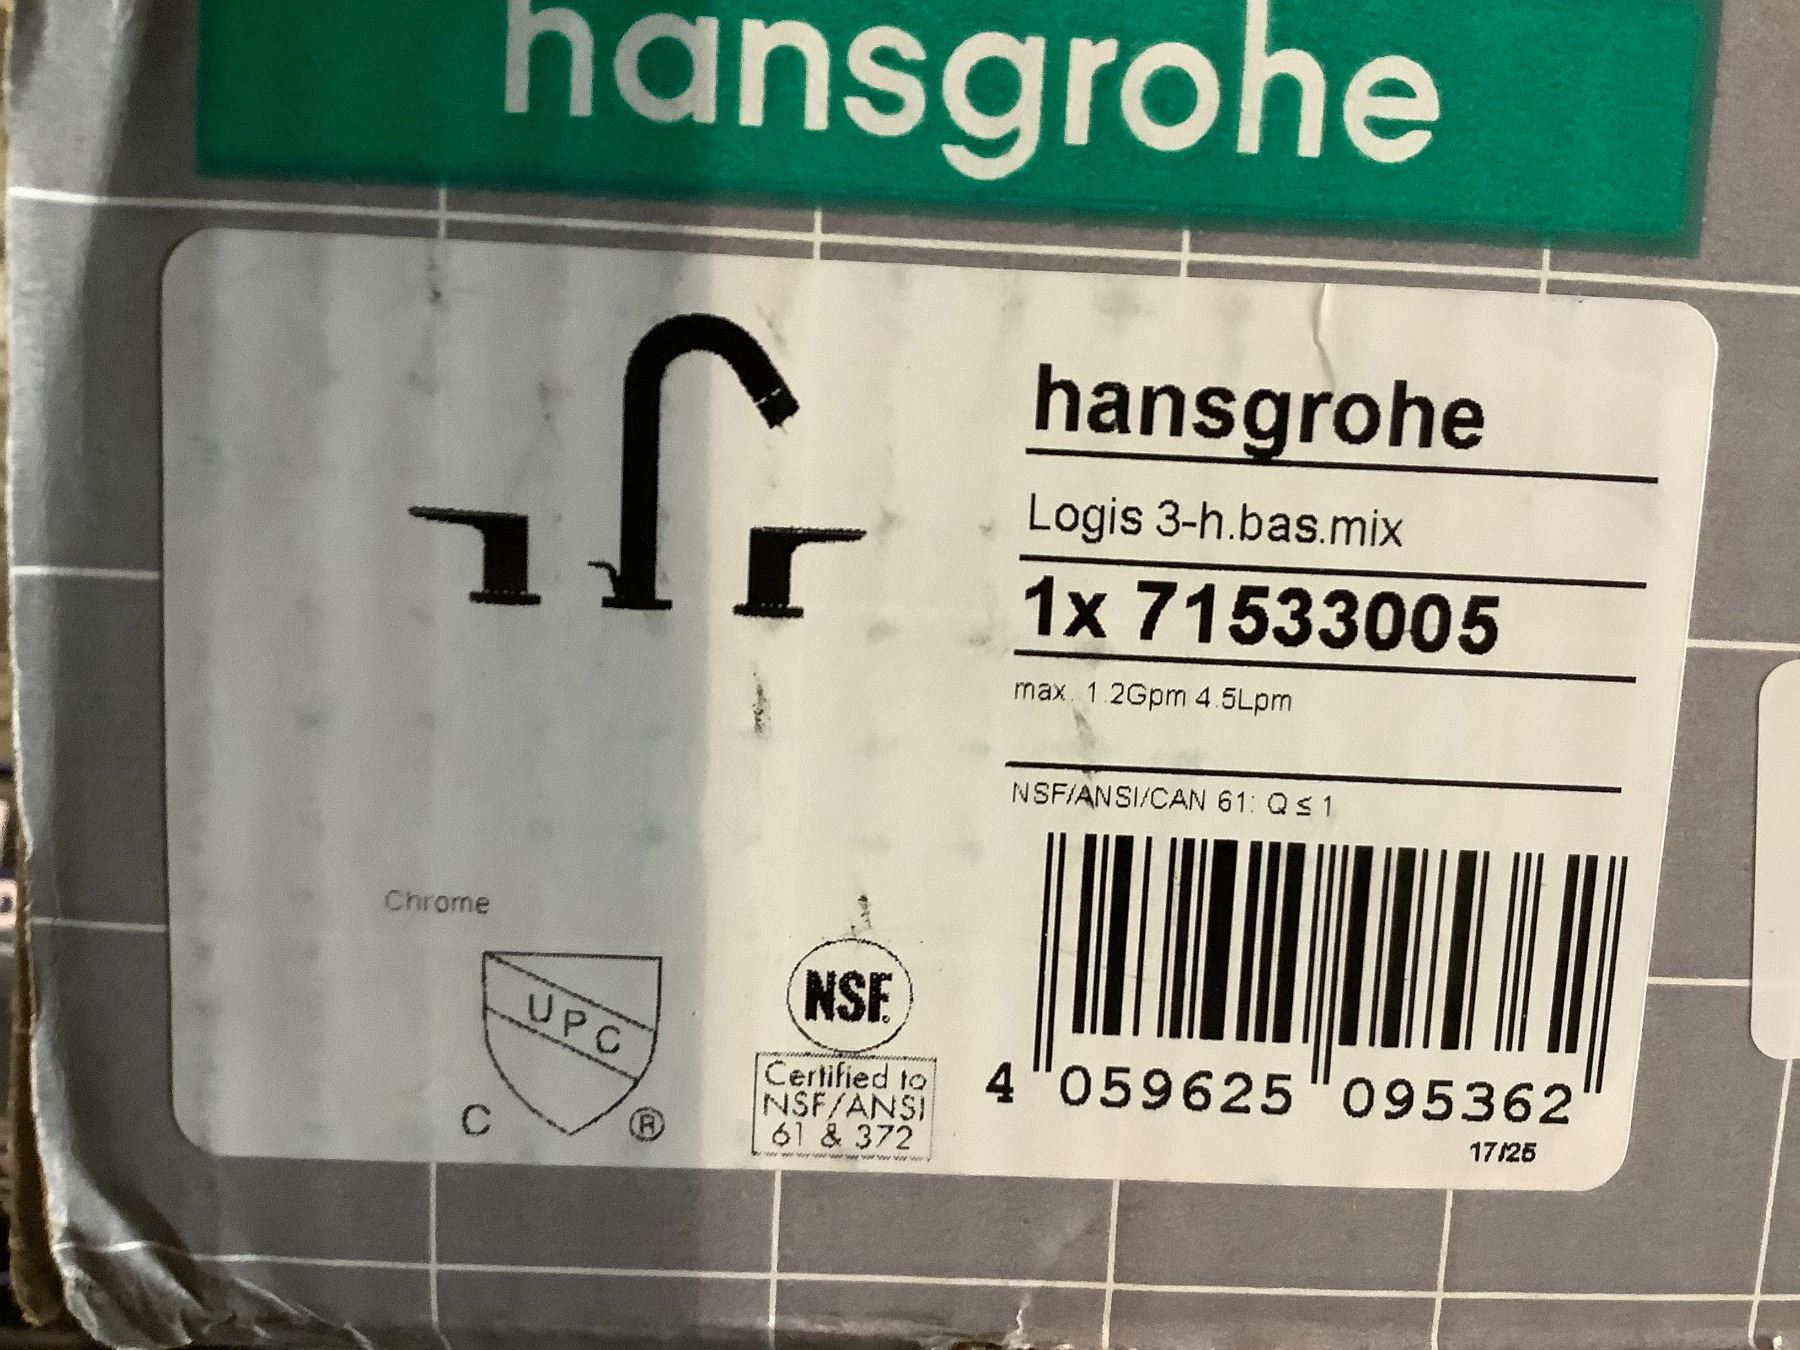 hansgrohe
hansgrohe
Logis 3-h.bas.mix
1x 71533005
max. 1.2Gpm 4.5Lpm
NSF/ANSI/CAN 61: Q ≤ 1
Chrome
UPC
C ®
NSF.
Certified to
NSF/ANSI
61 & 372
4 059625 095362
17/25